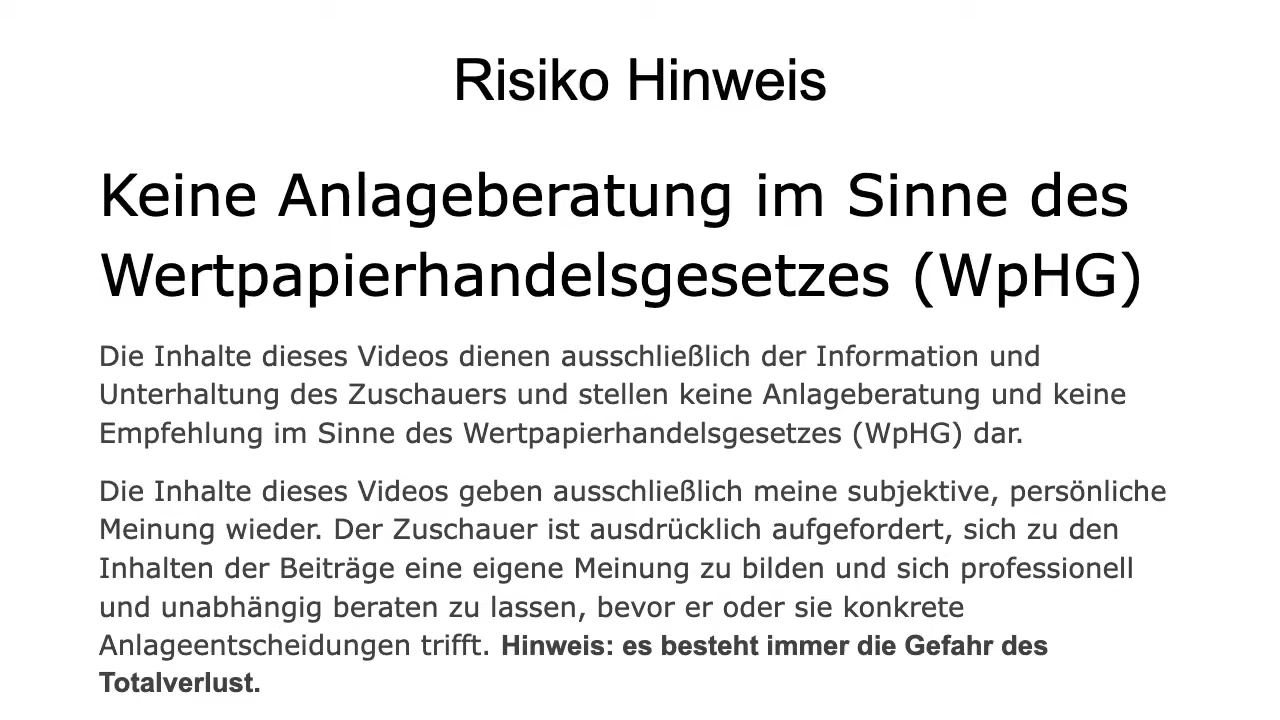 Risiko Hinweis
Keine Anlageberatung im Sinne des
Wertpapierhandelsgesetzes (WpHG)
Die Inhalte dieses Videos dienen ausschließlich der Information und
Unterhaltung des Zuschauers und stellen keine Anlageberatung und keine
Empfehlung im Sinne des Wertpapierhandelsgesetzes (WpHG) dar.
Die Inhalte dieses Videos geben ausschließlich meine subjektive, persönliche
Meinung wieder. Der Zuschauer ist ausdrücklich aufgefordert, sich zu den
Inhalten der Beiträge eine eigene Meinung zu bilden und sich professionell
und unabhängig beraten zu lassen, bevor er oder sie konkrete
Anlageentscheidungen trifft. Hinweis: es besteht immer die Gefahr des
Totalverlust.